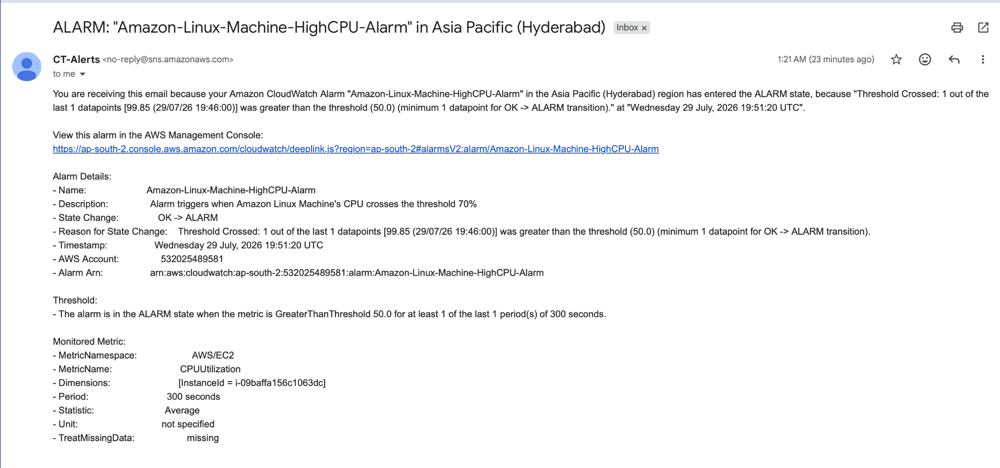 ALARM: "Amazon-Linux-Machine-HighCPU-Alarm" in Asia Pacific (Hyderabad) Inbox ×
CT-Alerts <no-reply@sns.amazonaws.com> 1:21 AM (23 minutes ago)
to me
You are receiving this email because your Amazon CloudWatch Alarm "Amazon-Linux-Machine-HighCPU-Alarm" in the Asia Pacific (Hyderabad) region has entered the ALARM state, because "Threshold Crossed: 1 out of the
last 1 datapoints [99.85 (29/07/26 19:46:00)] was greater than the threshold (50.0) (minimum 1 datapoint for OK -> ALARM transition)." at "Wednesday 29 July, 2026 19:51:20 UTC".
View this alarm in the AWS Management Console:
https://ap-south-2.console.aws.amazon.com/cloudwatch/deeplink.js?region=ap-south-2#alarmsV2:alarm/Amazon-Linux-Machine-HighCPU-Alarm
Alarm Details:
- Name: Amazon-Linux-Machine-HighCPU-Alarm
- Description: Alarm triggers when Amazon Linux Machine's CPU crosses the threshold 70%
- State Change: OK -> ALARM
- Reason for State Change: Threshold Crossed: 1 out of the last 1 datapoints [99.85 (29/07/26 19:46:00)] was greater than the threshold (50.0) (minimum 1 datapoint for OK -> ALARM transition).
- Timestamp: Wednesday 29 July, 2026 19:51:20 UTC
- AWS Account: 532025489581
- Alarm Arn: arn:aws:cloudwatch:ap-south-2:532025489581:alarm:Amazon-Linux-Machine-HighCPU-Alarm
Threshold:
- The alarm is in the ALARM state when the metric is GreaterThanThreshold 50.0 for at least 1 of the last 1 period(s) of 300 seconds.
Monitored Metric:
- MetricNamespace: AWS/EC2
- MetricName: CPUUtilization
- Dimensions: [InstanceId = i-09baffa156c1063dc]
- Period: 300 seconds
- Statistic: Average
- Unit: not specified
- TreatMissingData: missing